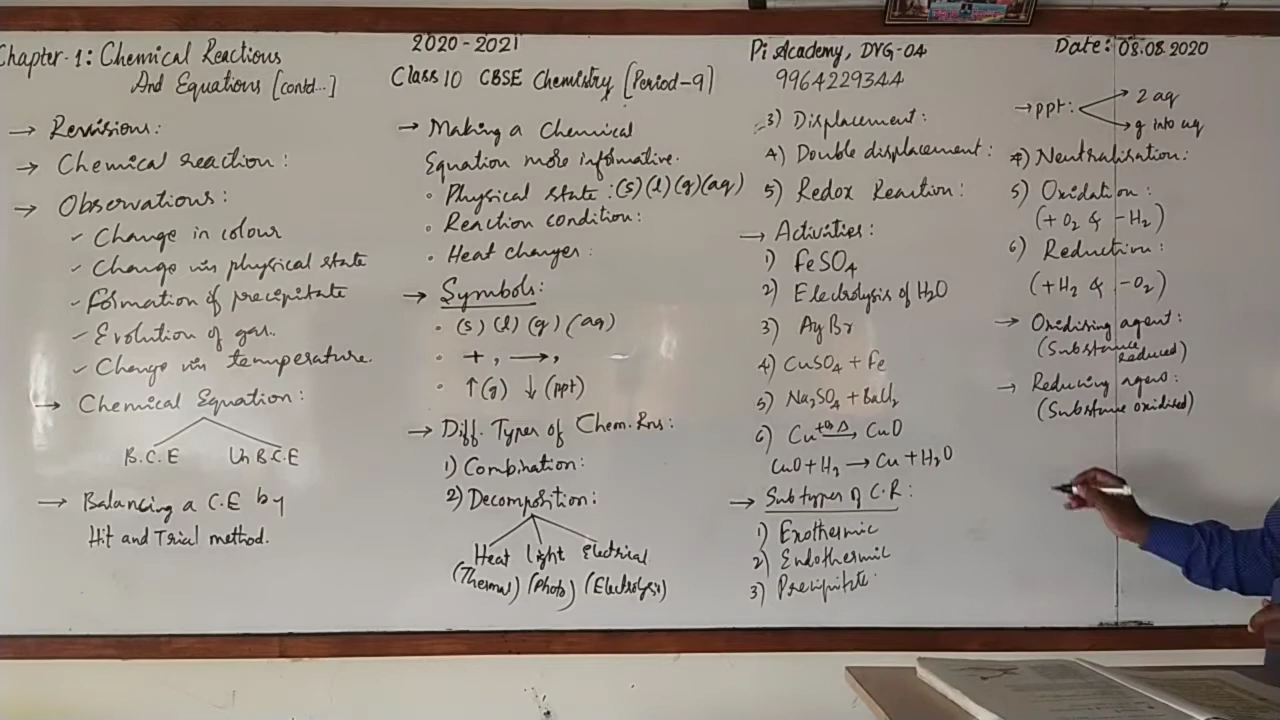 Chapter-1: Chemical Reactions
And Equations [contd...]
→ Revisions:
→ Chemical reaction:
→ Observations:
✓ Change in colour
✓ Change in physical state
✓ Formation of precipitate
✓ Evolution of gas.
✓ Change in temperature.
→ Chemical Equation:
B.C.E UnB.C.E
→ Balancing a C.E by
Hit and Trial method.
2020-2021
Class 10 CBSE Chemistry [Period-9]
→ Making a Chemical
Equation more informative.
• Physical state: (s) (l) (g) (aq)
• Reaction condition:
• Heat changes:
→ Symbols:
• (s) (l) (g) (aq)
• +, →,
• ↑(g) ↓(ppt)
→ Diff. Types of Chem. Rns:
1) Combination:
2) Decomposition:
Heat light Electrical
(Thermal) (Photo) (Electrolysis)
Pi Academy, DVG-04
9964229344
3) Displacement:
4) Double displacement:
5) Redox Reaction:
→ Activities:
1) FeSO4
2) Electrolysis of H2O
3) AgBr
4) CuSO4 + Fe
5) Na2SO4 + BaCl2
6) Cu +O2 Δ → CuO
CuO + H2 → Cu + H2O
→ Subtypes of C.R:
1) Exothermic
2) Endothermic
3) Precipitate.
Date: 08.08.2020
→ ppt: 2 aq
g into aq
4) Neutralisation:
5) Oxidation:
(+O2 & -H2)
6) Reduction:
(+H2 & -O2)
→ Oxidising agent:
(Substance reduced)
→ Reducing agent:
(Substance oxidised)